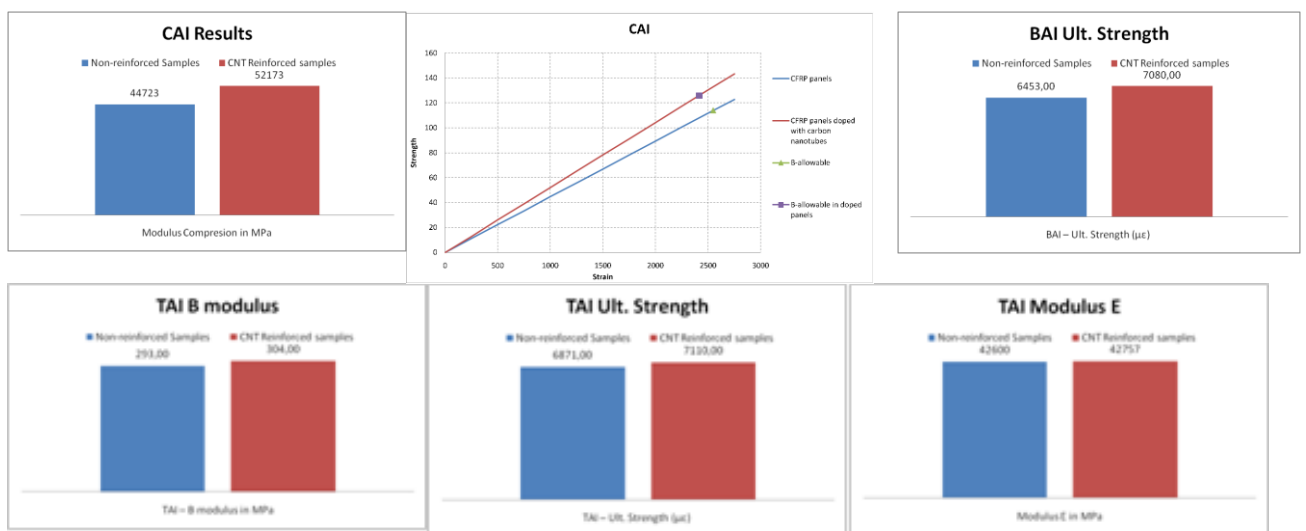 CAI Results
Non-reinforced Samples CNT Reinforced samples
44723
52173
Modulus Compresion in MPa
CAI
160
140
120
100
80
60
40
20
0
Strength
0 500 1000 1500 2000 2500 3000
Strain
CFRP panels
CFRP panels doped
with carbon
nanotubes
B-allowable
B-allowable in doped
panels
BAI Ult. Strength
Non-reinforced Samples CNT Reinforced samples
6453,00
7080,00
BAI – Ult. Strength (με)
TAI B modulus
Non-reinforced Samples CNT Reinforced samples
293,00
304,00
TAI – B modulus in MPa
TAI Ult. Strength
Non-reinforced Samples CNT Reinforced samples
6871,00
7110,00
TAI – Ult. Strength (με)
TAI Modulus E
Non-reinforced Samples CNT Reinforced samples
42600
42757
Modulus E in MPa